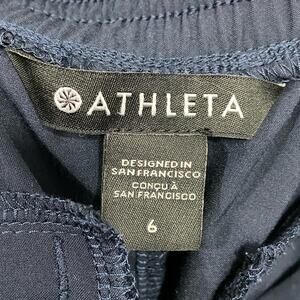 ATHLETA
DESIGNED IN
SAN FRANCISCO
CONÇU À
SAN FRANCISCO
6